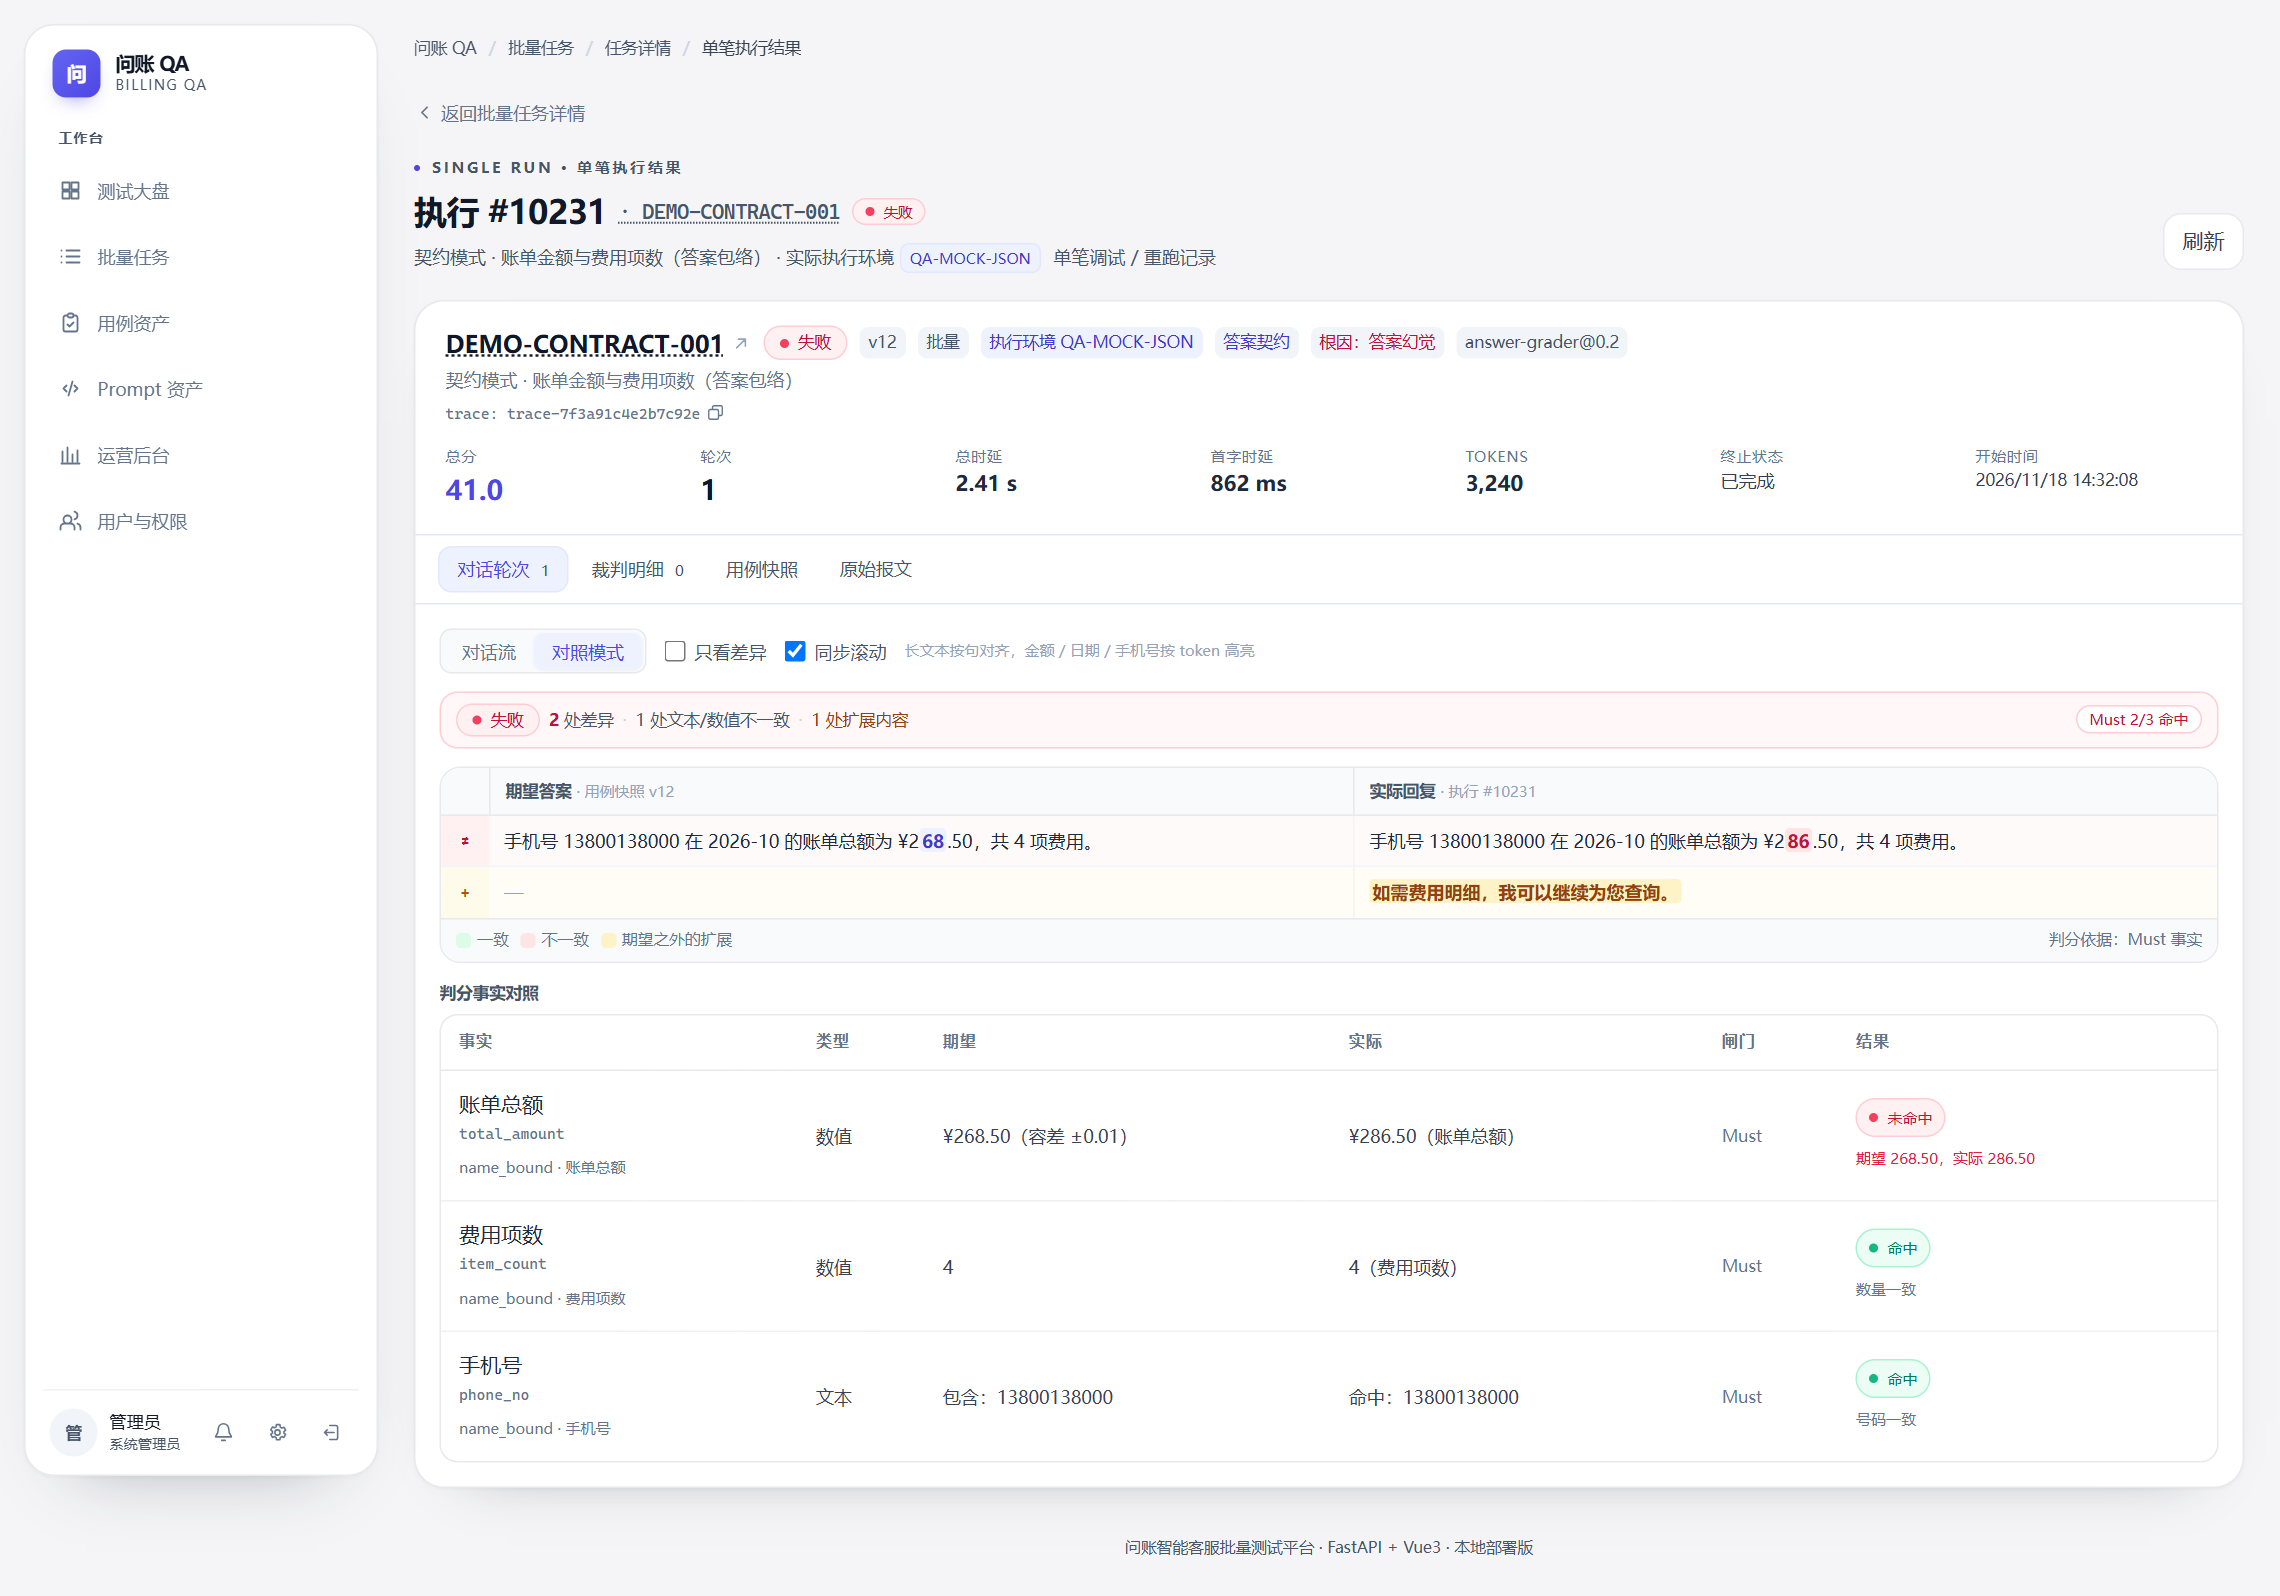 问
问账 QA
BILLING QA
工作台
测试大盘
批量任务
用例资产
Prompt 资产
运营后台
用户与权限
管
管理员
系统管理员
问账 QA / 批量任务 / 任务详情 / 单笔执行结果
返回批量任务详情
SINGLE RUN • 单笔执行结果
执行 #10231 · DEMO-CONTRACT-001 失败
契约模式 · 账单金额与费用项数（答案包络） · 实际执行环境 QA-MOCK-JSON 单笔调试 / 重跑记录
刷新
DEMO-CONTRACT-001 ↗ 失败 v12 批量 执行环境 QA-MOCK-JSON 答案契约 根因：答案幻觉 answer-grader@0.2
契约模式 · 账单金额与费用项数（答案包络）
trace: trace-7f3a91c4e2b7c92e
总分 轮次 总时延 首字时延 TOKENS 终止状态 开始时间
41.0 1 2.41 s 862 ms 3,240 已完成 2026/11/18 14:32:08
对话轮次 1 裁判明细 0 用例快照 原始报文
对话流 对照模式 只看差异 同步滚动 长文本按句对齐，金额 / 日期 / 手机号按 token 高亮
失败 2 处差异 · 1 处文本/数值不一致 · 1 处扩展内容 Must 2/3 命中
期望答案 · 用例快照 v12 实际回复 · 执行 #10231
≠ 手机号 13800138000 在 2026-10 的账单总额为 ¥268.50，共 4 项费用。 手机号 13800138000 在 2026-10 的账单总额为 ¥286.50，共 4 项费用。
+ — 如需费用明细，我可以继续为您查询。
一致 不一致 期望之外的扩展 判分依据：Must 事实
判分事实对照
事实 类型 期望 实际 闸门 结果
账单总额
total_amount
name_bound · 账单总额
数值 ¥268.50（容差 ±0.01） ¥286.50（账单总额） Must 未命中
期望 268.50，实际 286.50
费用项数
item_count
name_bound · 费用项数
数值 4 4（费用项数） Must 命中
数量一致
手机号
phone_no
name_bound · 手机号
文本 包含：13800138000 命中：13800138000 Must 命中
号码一致
问账智能客服批量测试平台 · FastAPI + Vue3 · 本地部署版